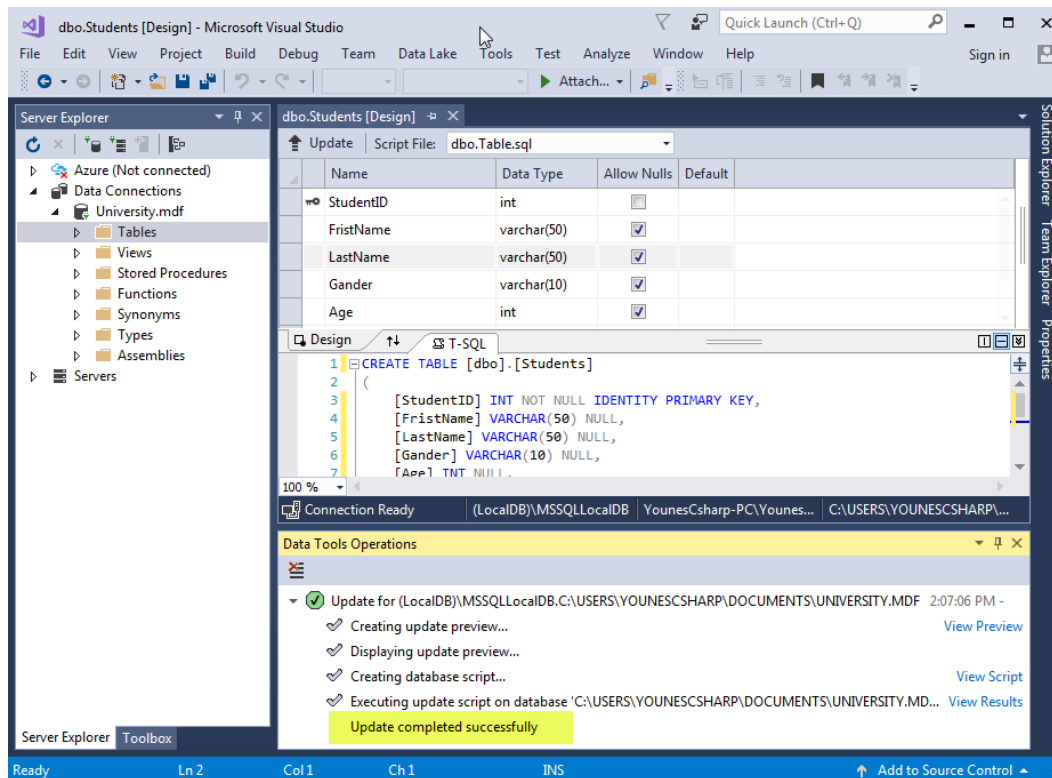 dbo.Students [Design] - Microsoft Visual Studio
Quick Launch (Ctrl+Q)
File Edit View Project Build Debug Team Data Lake Tools Test Analyze Window Help Sign in
Attach...
Server Explorer
Azure (Not connected)
Data Connections
University.mdf
Tables
Views
Stored Procedures
Functions
Synonyms
Types
Assemblies
Servers
Server Explorer Toolbox
dbo.Students [Design]
Update Script File: dbo.Table.sql
Name Data Type Allow Nulls Default
StudentID int
FristName varchar(50)
LastName varchar(50)
Gander varchar(10)
Age int
Design T-SQL
1 CREATE TABLE [dbo].[Students]
2 (
3 [StudentID] INT NOT NULL IDENTITY PRIMARY KEY,
4 [FristName] VARCHAR(50) NULL,
5 [LastName] VARCHAR(50) NULL,
6 [Gander] VARCHAR(10) NULL,
7 [Age] INT NULL,
100 %
Connection Ready (LocalDB)\MSSQLLocalDB YounesCsharp-PC\Younes... C:\USERS\YOUNESCSHARP\...
Data Tools Operations
Update for (LocalDB)\MSSQLLocalDB.C:\USERS\YOUNESCSHARP\DOCUMENTS\UNIVERSITY.MDF 2:07:06 PM -
Creating update preview... View Preview
Displaying update preview...
Creating database script... View Script
Executing update script on database 'C:\USERS\YOUNESCSHARP\DOCUMENTS\UNIVERSITY.MD... View Results
Update completed successfully
Solution Explorer
Team Explorer
Properties
Ready Ln 2 Col 1 Ch 1 INS Add to Source Control